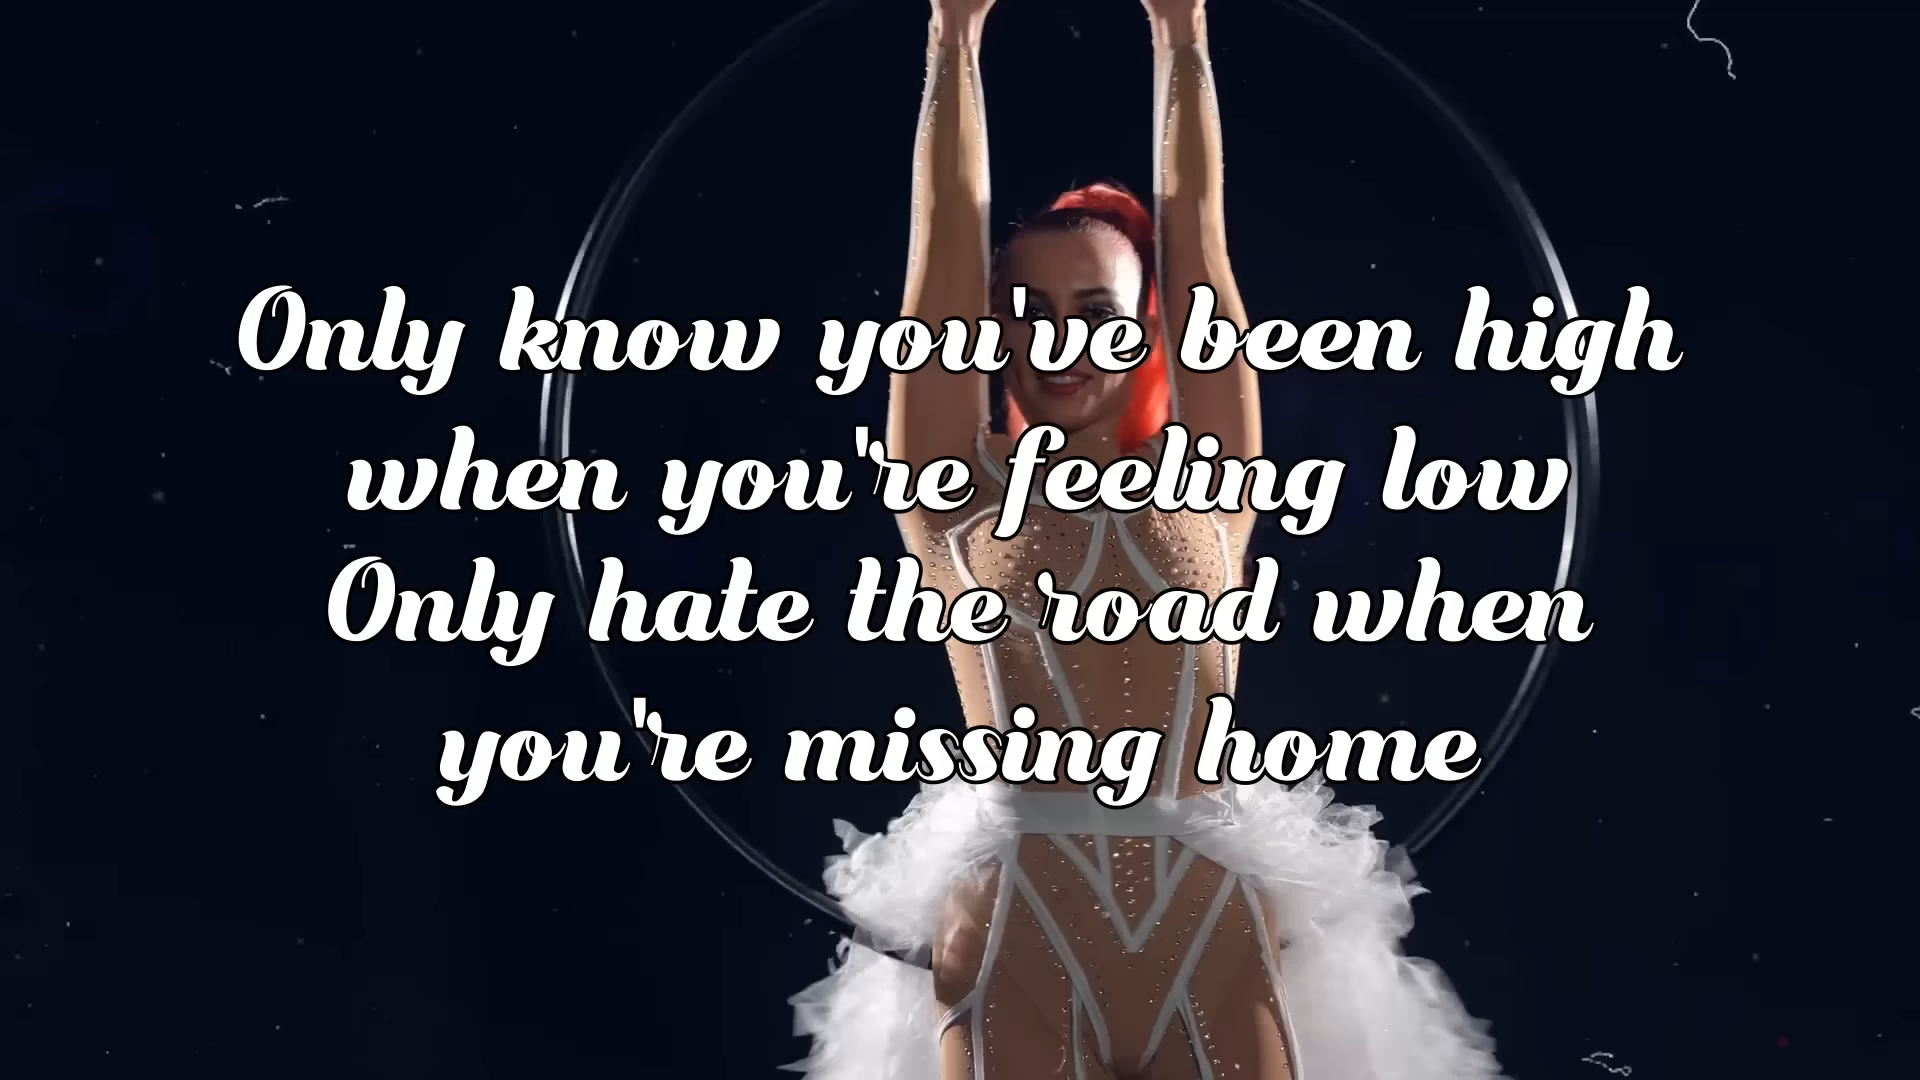 Only know you've been high
when you're feeling low
Only hate the road when
you're missing home